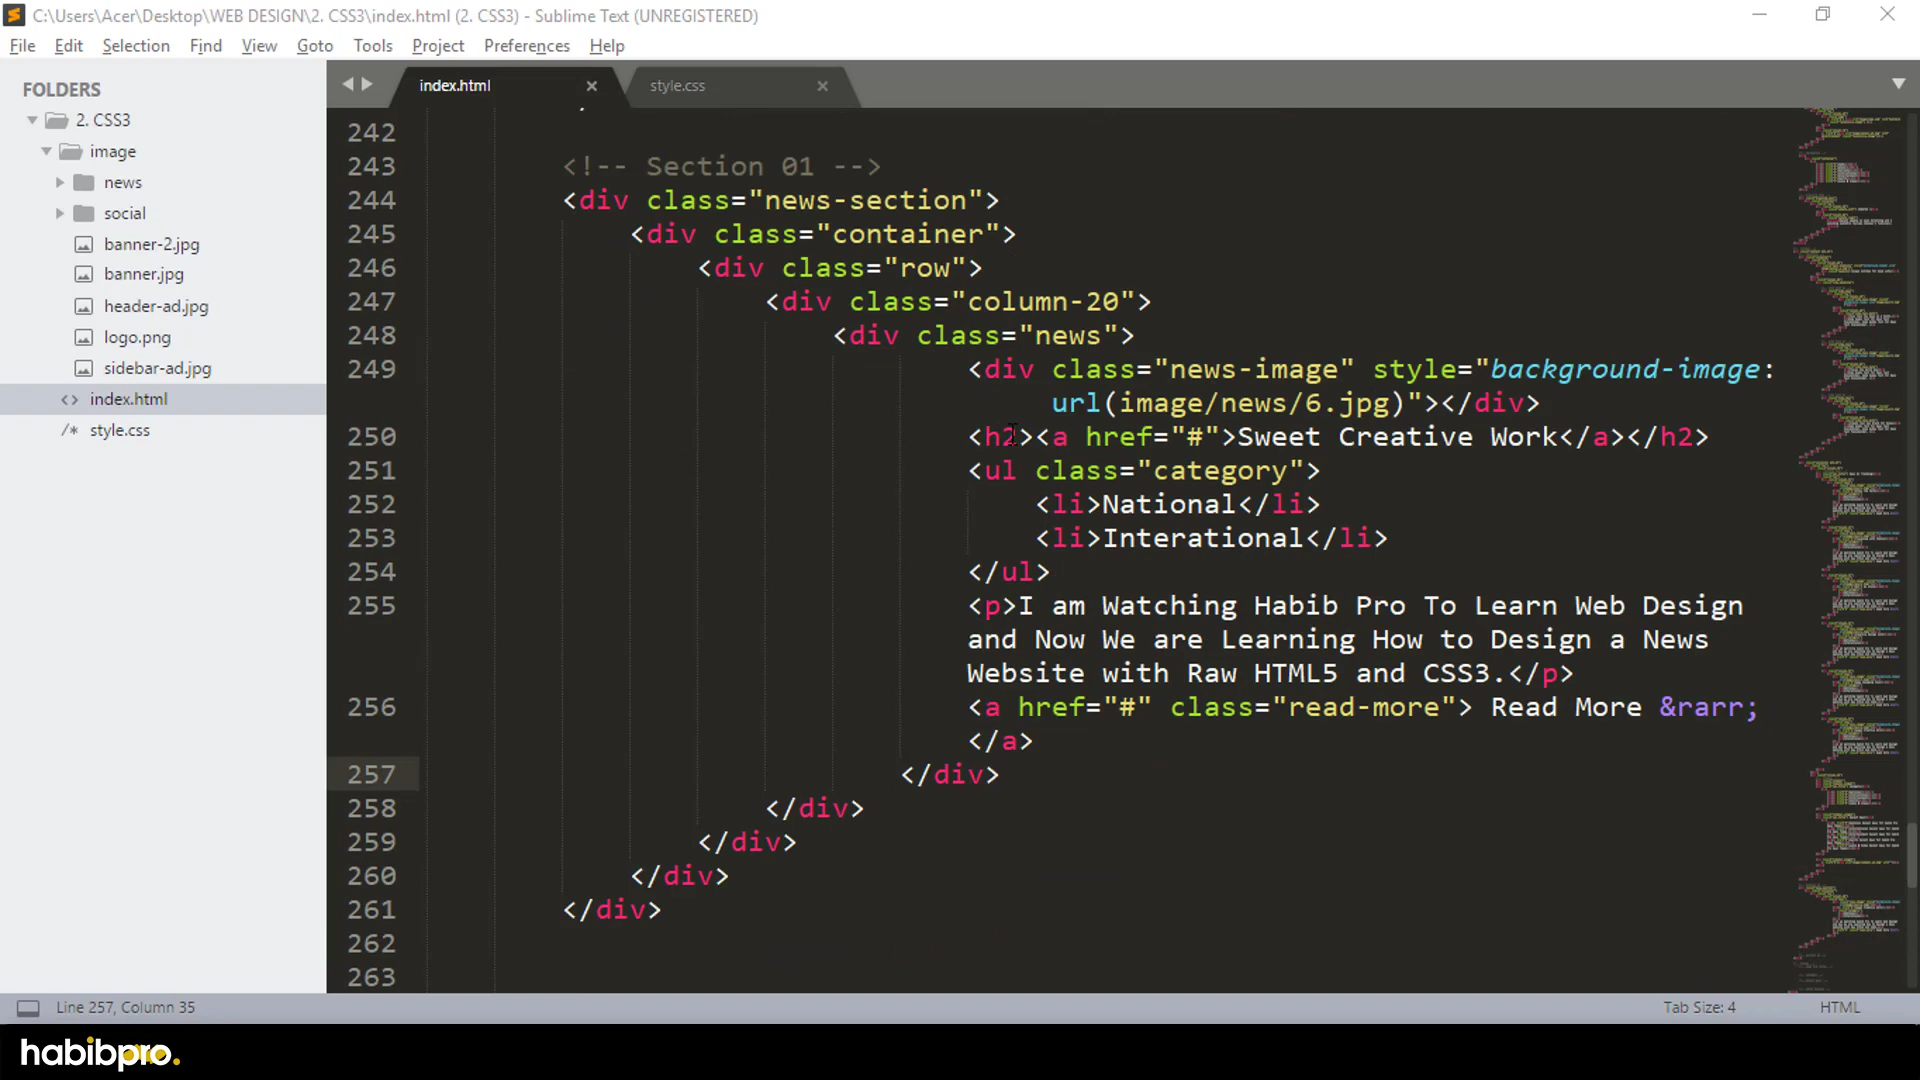 C:\Users\Acer\Desktop\WEB DESIGN\2. CSS3\index.html (2. CSS3) - Sublime Text (UNREGISTERED)
File Edit Selection Find View Goto Tools Project Preferences Help
FOLDERS
2. CSS3
image
news
social
banner-2.jpg
banner.jpg
header-ad.jpg
logo.png
sidebar-ad.jpg
index.html
style.css
index.html style.css
242
243 <!-- Section 01 -->
244 <div class="news-section">
245 <div class="container">
246 <div class="row">
247 <div class="column-20">
248 <div class="news">
249 <div class="news-image" style="background-image:
url(image/news/6.jpg)"></div>
250 <h2><a href="#">Sweet Creative Work</a></h2>
251 <ul class="category">
252 <li>National</li>
253 <li>Interational</li>
254 </ul>
255 <p>I am Watching Habib Pro To Learn Web Design
and Now We are Learning How to Design a News
Website with Raw HTML5 and CSS3.</p>
256 <a href="#" class="read-more"> Read More &rarr;
</a>
257 </div>
258 </div>
259 </div>
260 </div>
261 </div>
262
263
Line 257, Column 35 Tab Size: 4 HTML
habibpro.